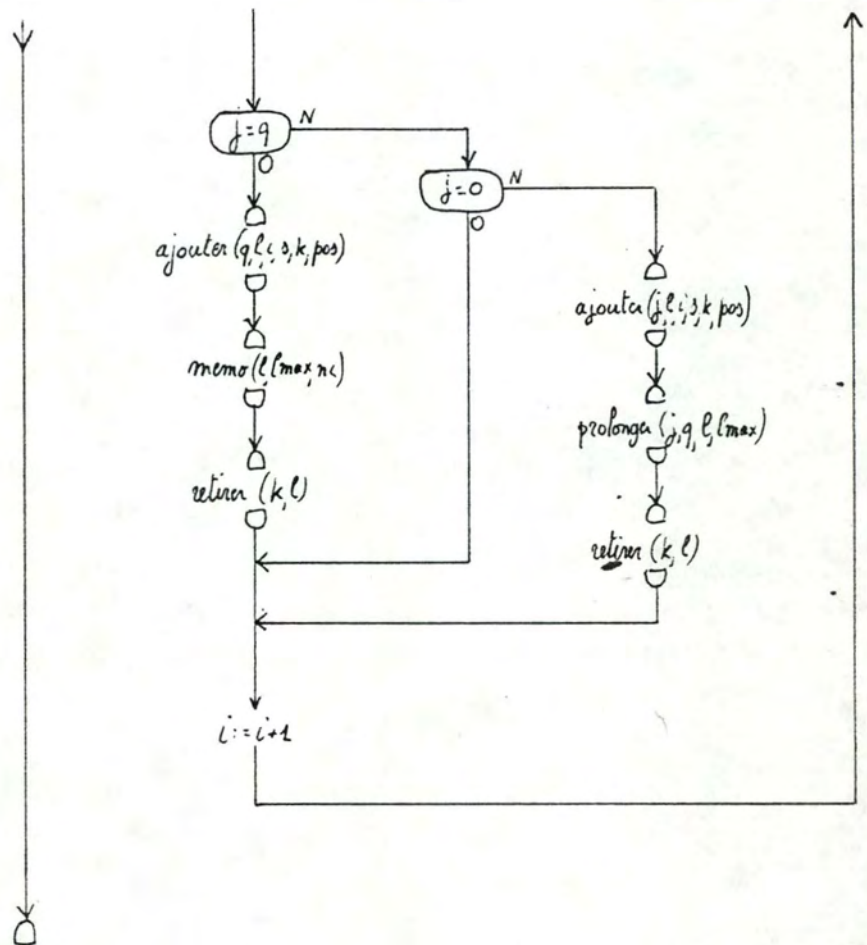 j=q
N
O
j=0
N
O
ajouter (q,l,i,s,k,pos)
memo (l,lmax,nc)
retirer (k,l)
ajouter (j,l,i,s,k,pos)
prolonger (j,q,l,lmax)
retirer (k,l)
i:=i+1